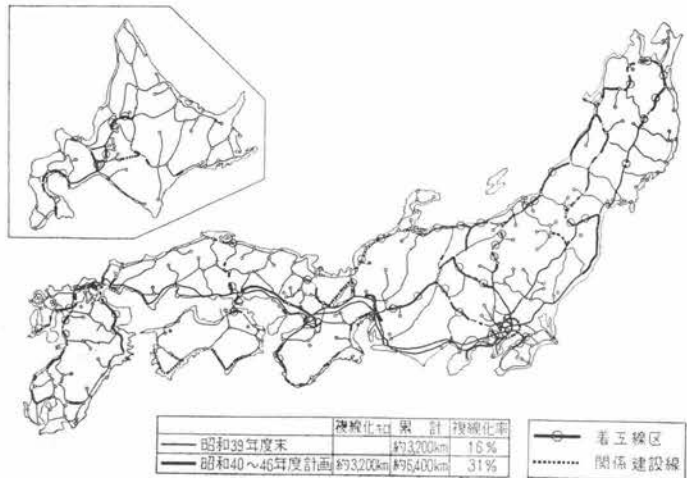 複線化キロ 累計 複線化率
昭和39年度末 約3,200km 16%
昭和40~46年度計画 約3,200km 約6,400km 31%
着工線区
関係建設線